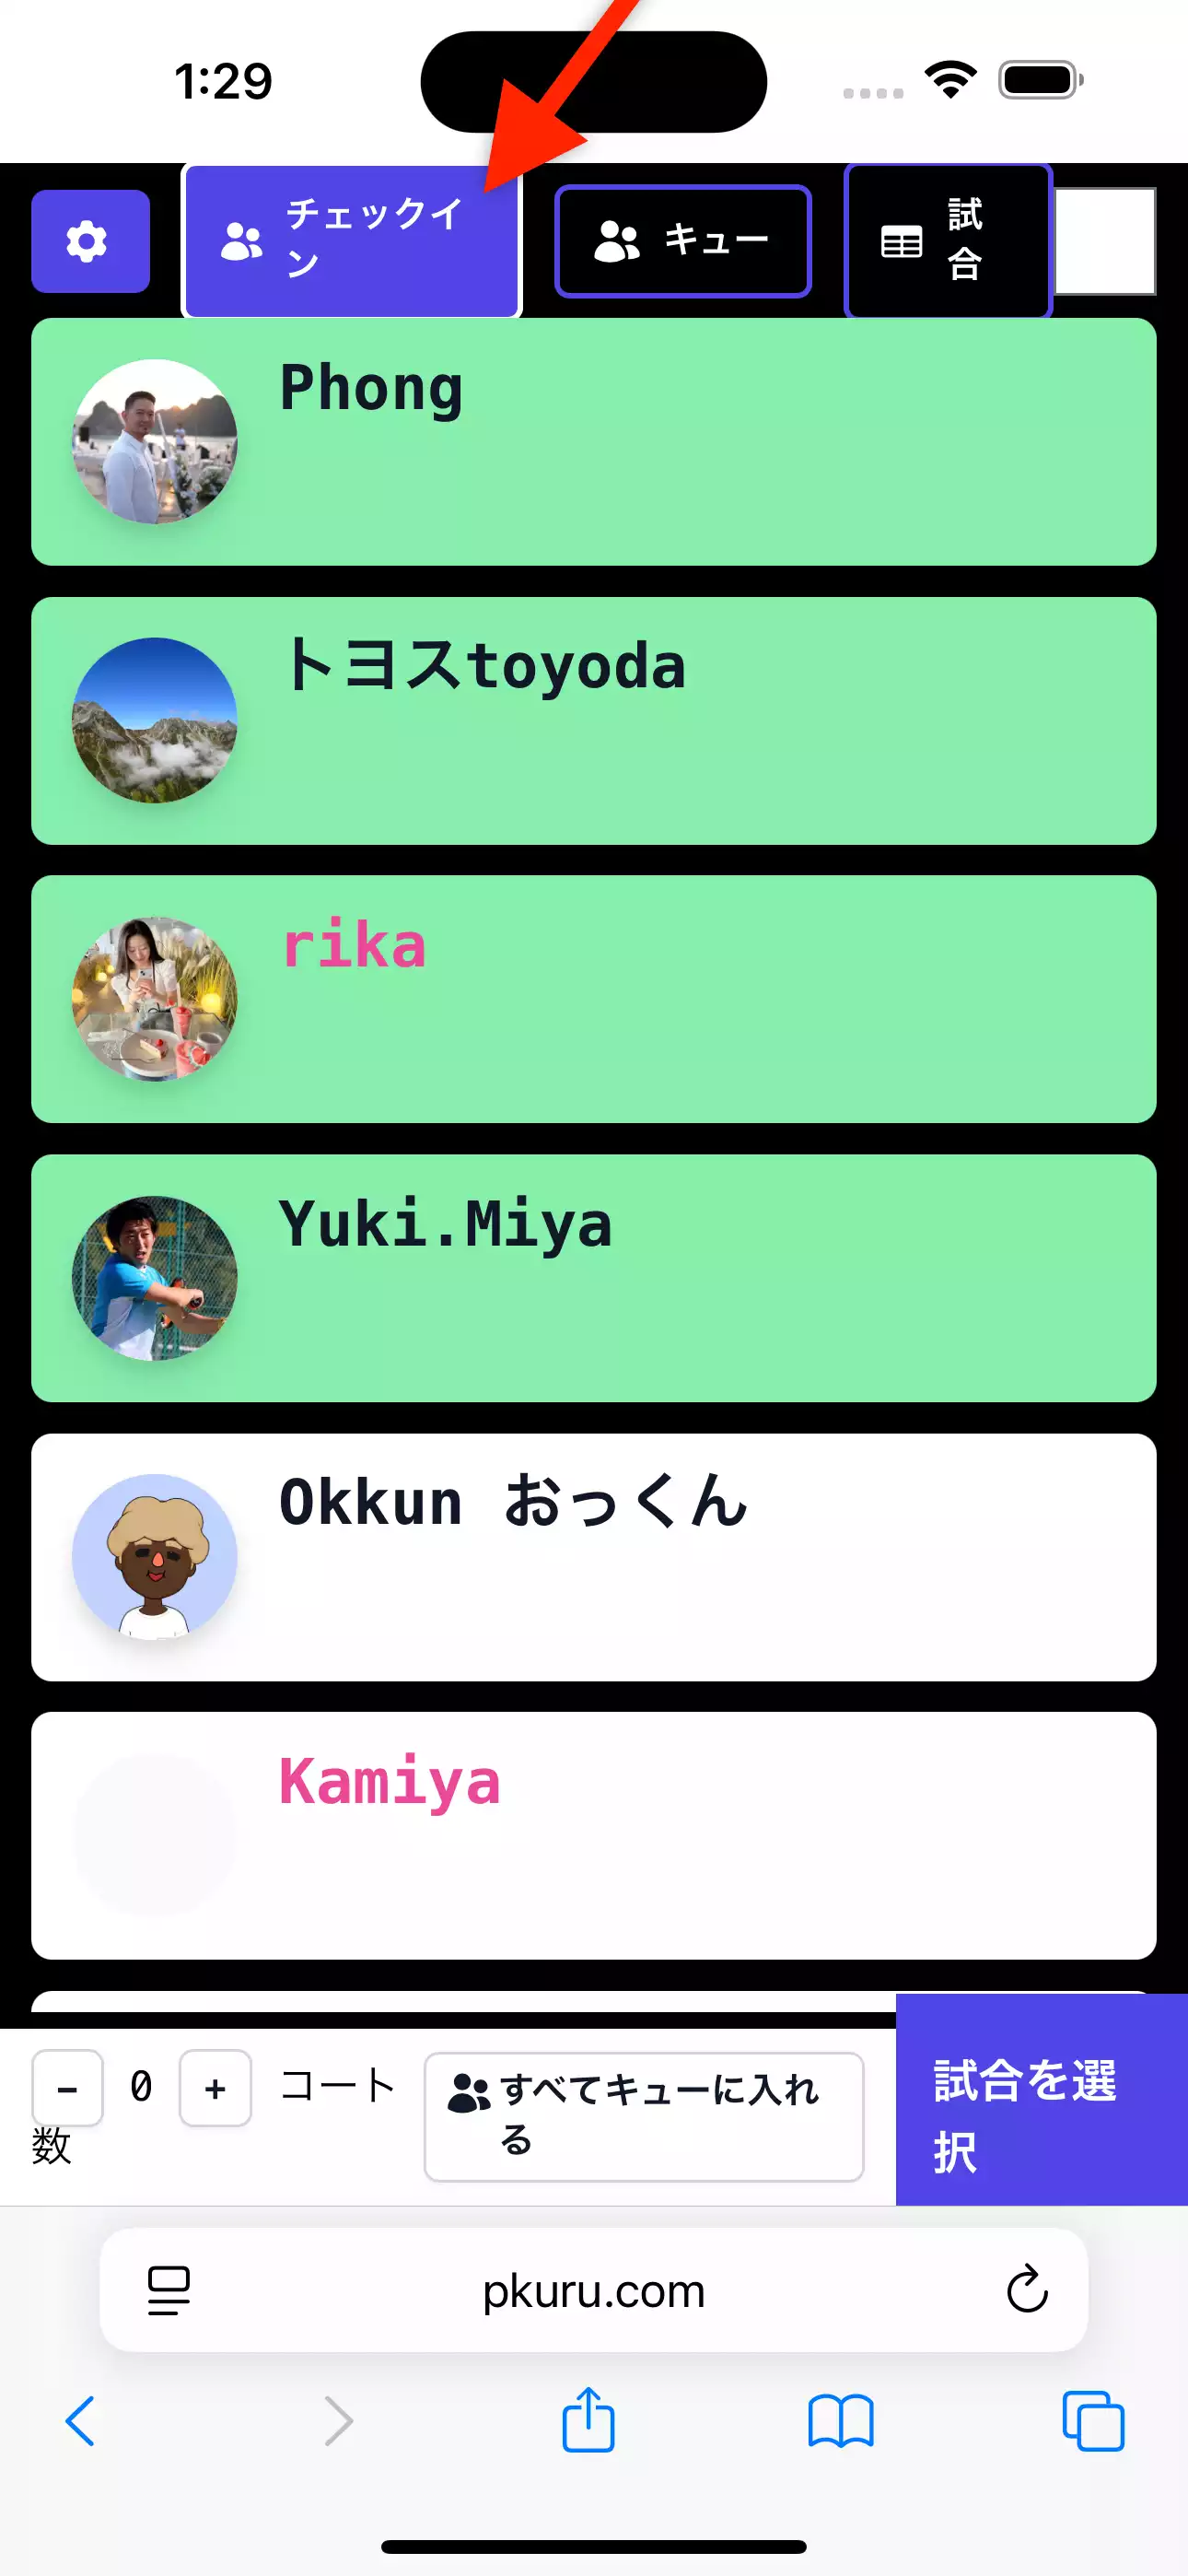 1:29
チェックイ
ン
キュー
試
合
Phong
トヨスtoyoda
rika
Yuki.Miya
Okkun おっくん
Kamiya
- 0 + コート
数
すべてキューに入れ
る
試合を選
択
pkuru.com